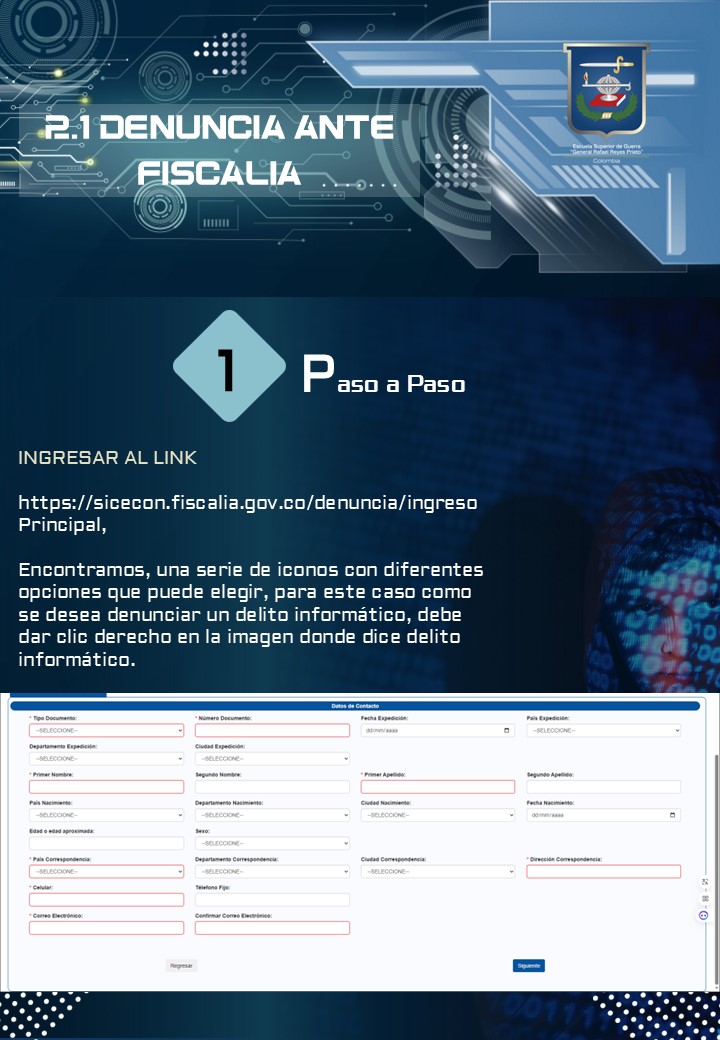 2.1 DENUNCIA ANTE
FISCALIA
Escuela Superior de Guerra
"General Rafael Reyes Prieto"
Colombia
1
Paso a Paso
INGRESAR AL LINK
https://sicecon.fiscalia.gov.co/denuncia/ingreso
Principal,
Encontramos, una serie de iconos con diferentes
opciones que puede elegir, para este caso como
se desea denunciar un delito informático, debe
dar clic derecho en la imagen donde dice delito
informático.
Datos de Contacto
* Tipo Documento: * Número Documento: Fecha Expedición: País Expedición:
--SELECCIONE-- dd/mm/aaaa --SELECCIONE--
Departamento Expedición: Ciudad Expedición:
--SELECCIONE-- --SELECCIONE--
* Primer Nombre: Segundo Nombre: * Primer Apellido: Segundo Apellido:
País Nacimiento: Departamento Nacimiento: Ciudad Nacimiento: Fecha Nacimiento:
--SELECCIONE-- --SELECCIONE-- --SELECCIONE-- dd/mm/aaaa
Edad o edad aproximada: Sexo:
--SELECCIONE--
* País Correspondencia: Departamento Correspondencia: Ciudad Correspondencia: * Dirección Correspondencia:
--SELECCIONE-- --SELECCIONE-- --SELECCIONE--
* Celular: Télefono Fijo:
* Correo Electrónico: Confirmar Correo Electrónico:
Regresar Siguiente